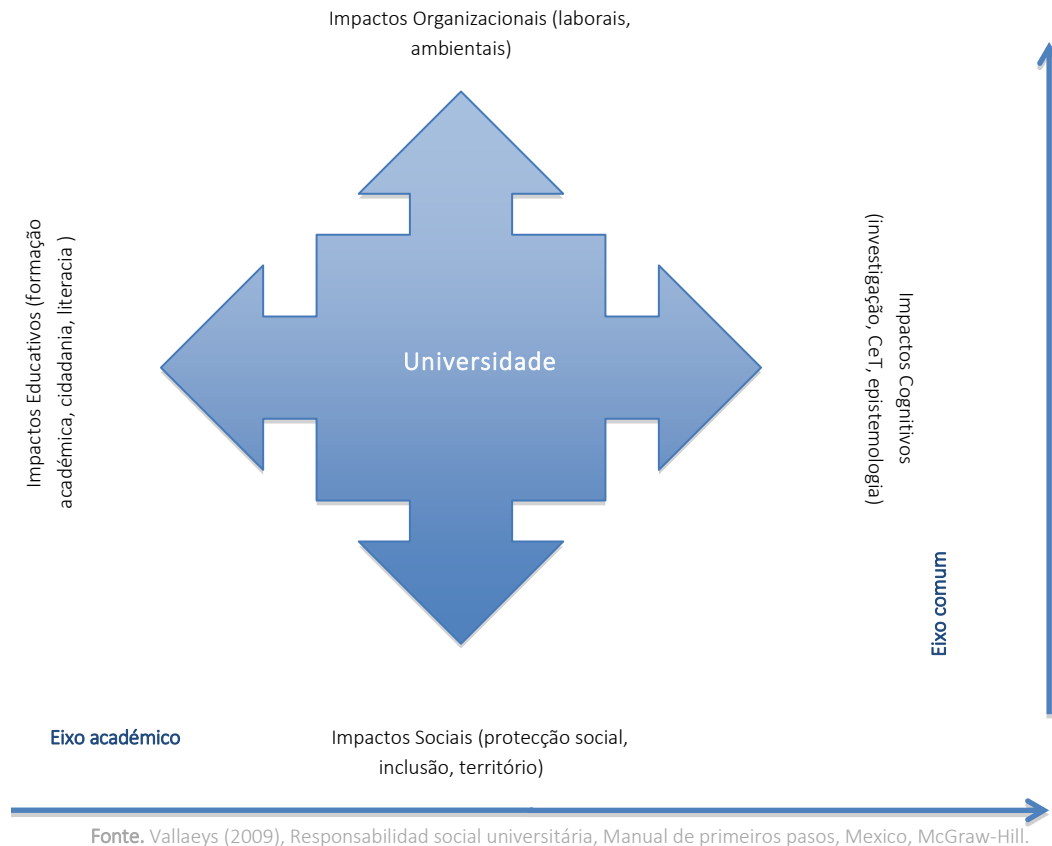 Impactos Organizacionais (laborais,
ambientais)
Impactos Educativos (formação
académica, cidadania, literacia )
Universidade
Impactos Cognitivos
(investigação, CeT, epistemologia)
Eixo comum
Eixo académico
Impactos Sociais (protecção social,
inclusão, território)
Fonte. Vallaeys (2009), Responsabilidad social universitária, Manual de primeiros pasos, Mexico, McGraw-Hill.